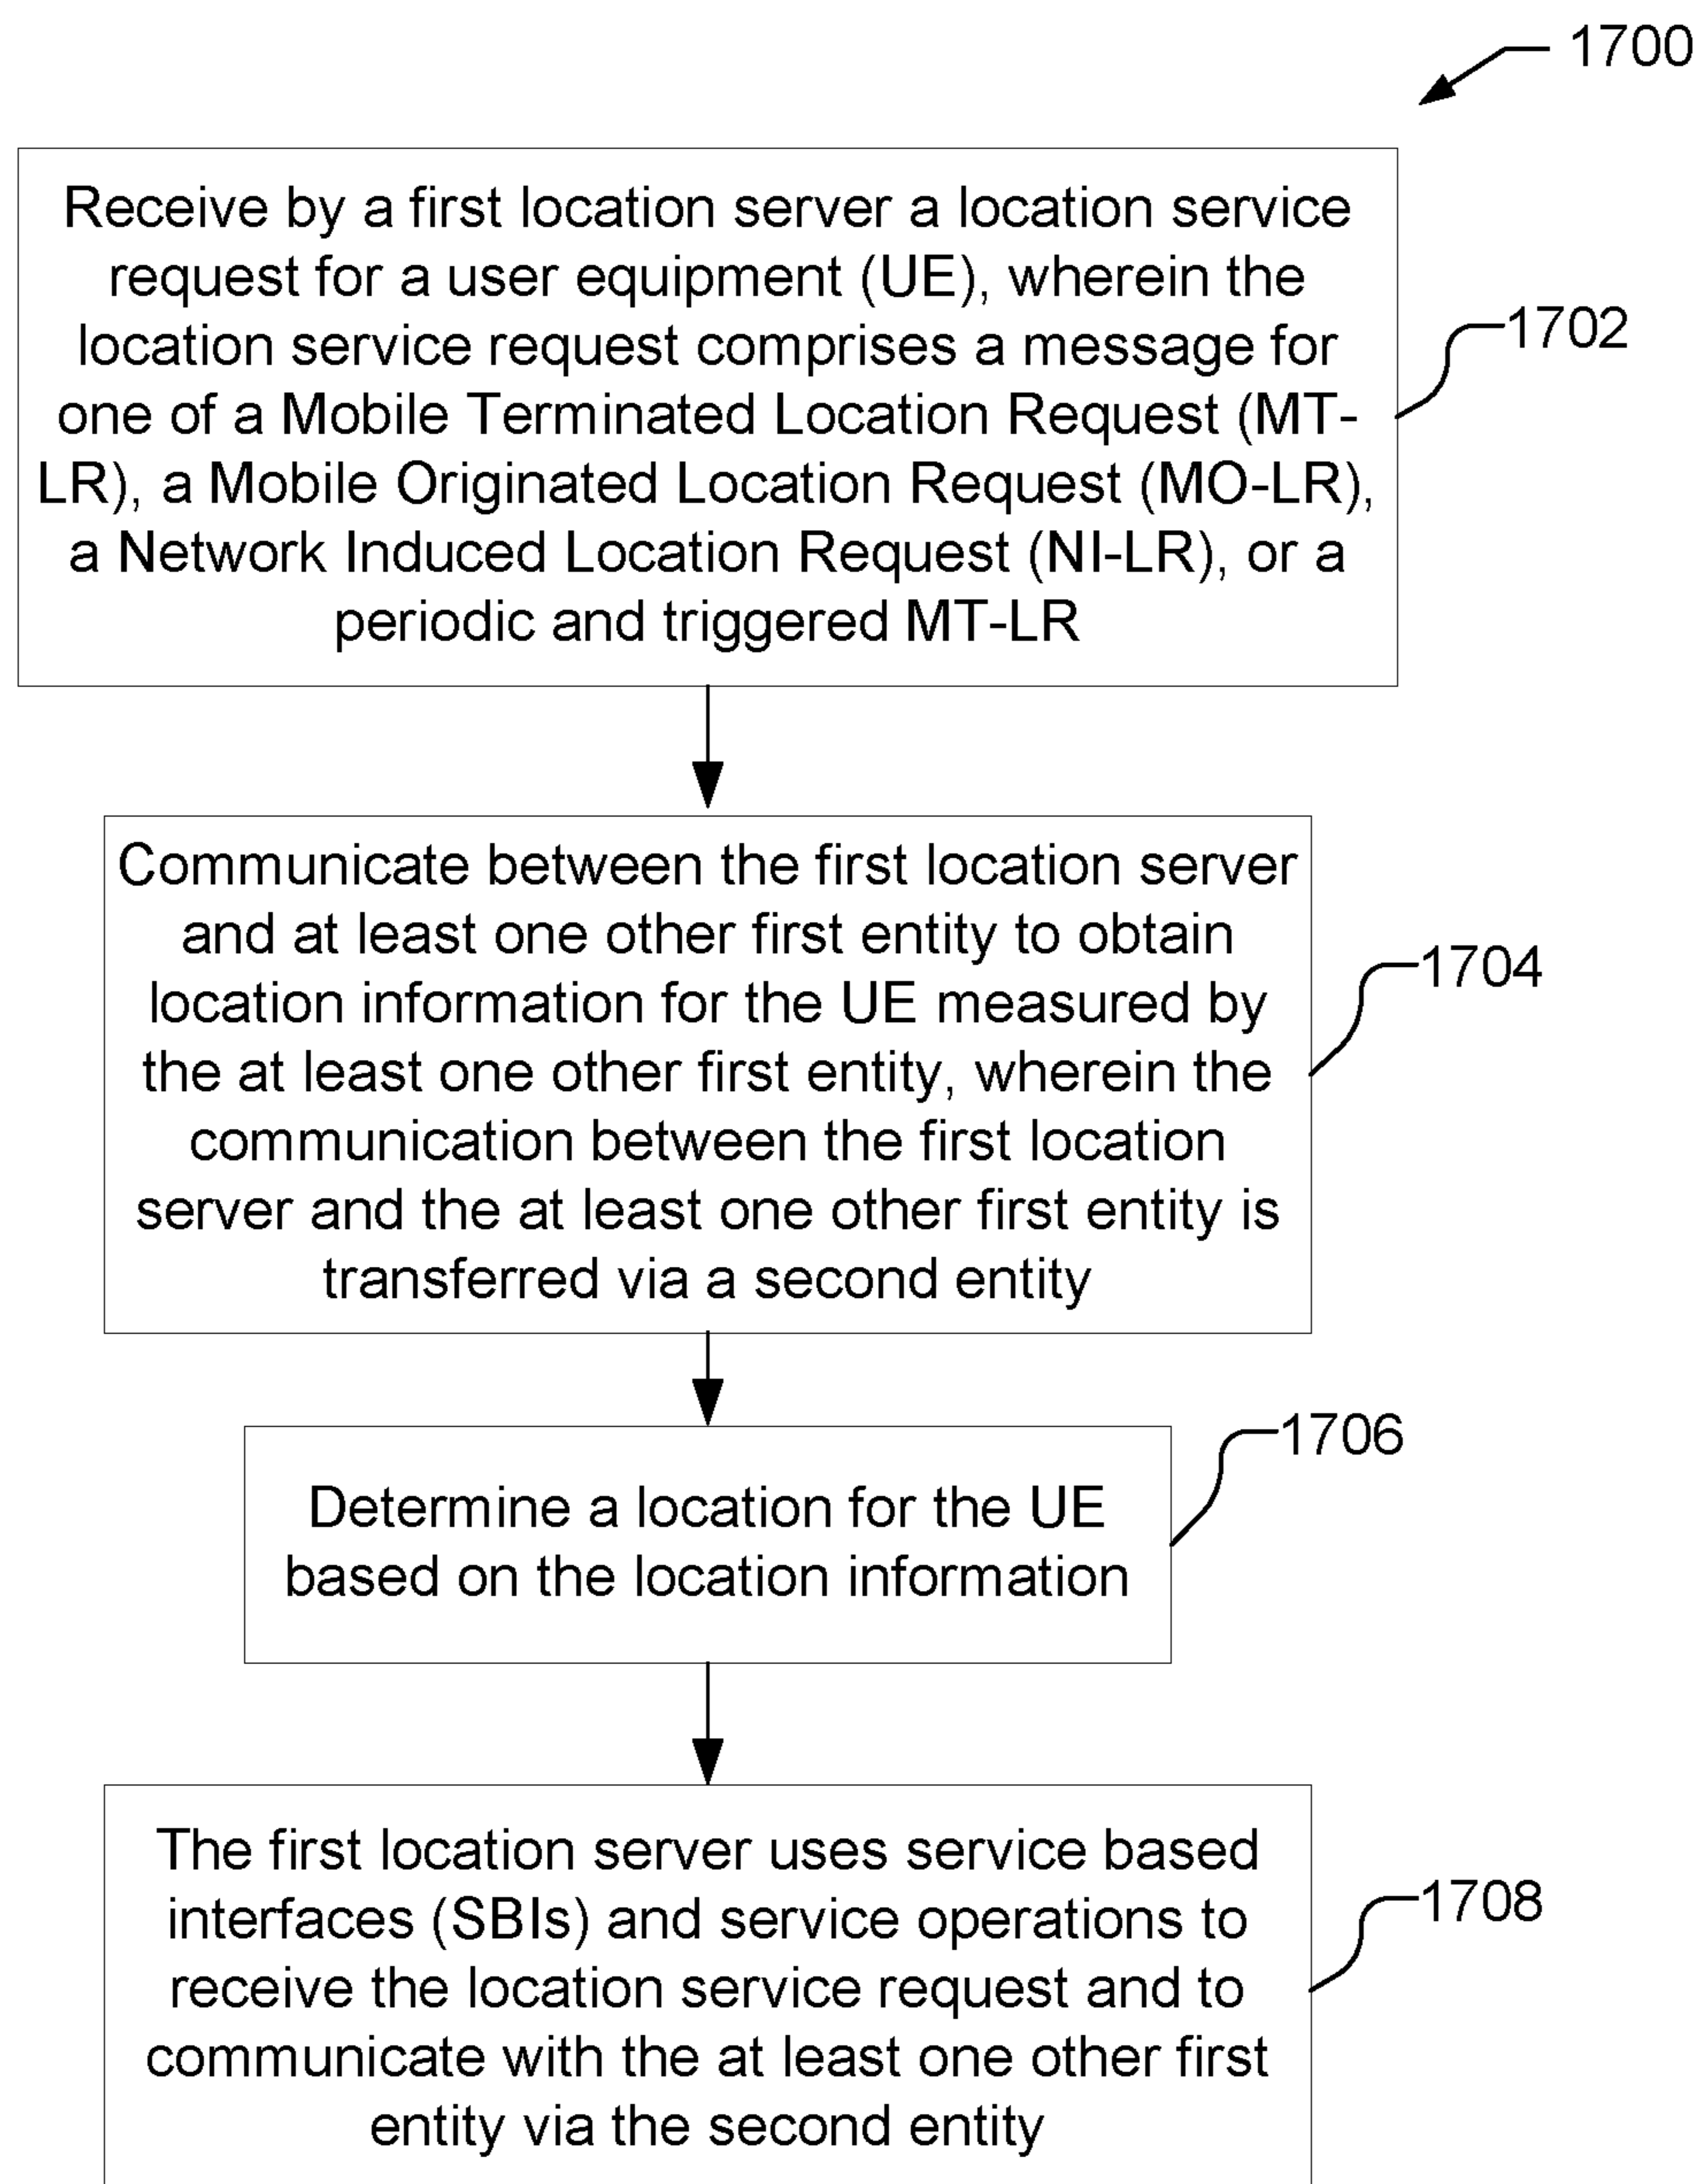 1700
Receive by a first location server a location service
request for a user equipment (UE), wherein the
location service request comprises a message for
one of a Mobile Terminated Location Request (MT-
LR), a Mobile Originated Location Request (MO-LR),
a Network Induced Location Request (NI-LR), or a
periodic and triggered MT-LR
1702
Communicate between the first location server
and at least one other first entity to obtain
location information for the UE measured by
the at least one other first entity, wherein the
communication between the first location
server and the at least one other first entity is
transferred via a second entity
1704
Determine a location for the UE
based on the location information
1706
The first location server uses service based
interfaces (SBIs) and service operations to
receive the location service request and to
communicate with the at least one other first
entity via the second entity
1708